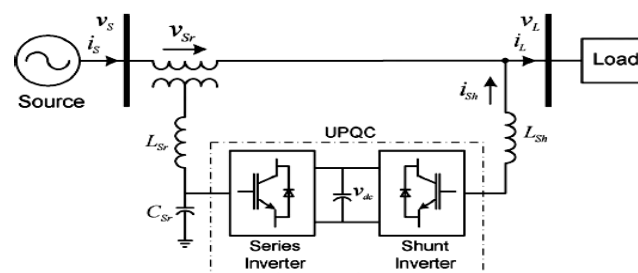 v_S
v_Sr
v_L
i_S
i_L
Load
Source
i_Sh
UPQC
L_Sr
L_Sh
v_dc
C_Sr
Series
Inverter
Shunt
Inverter